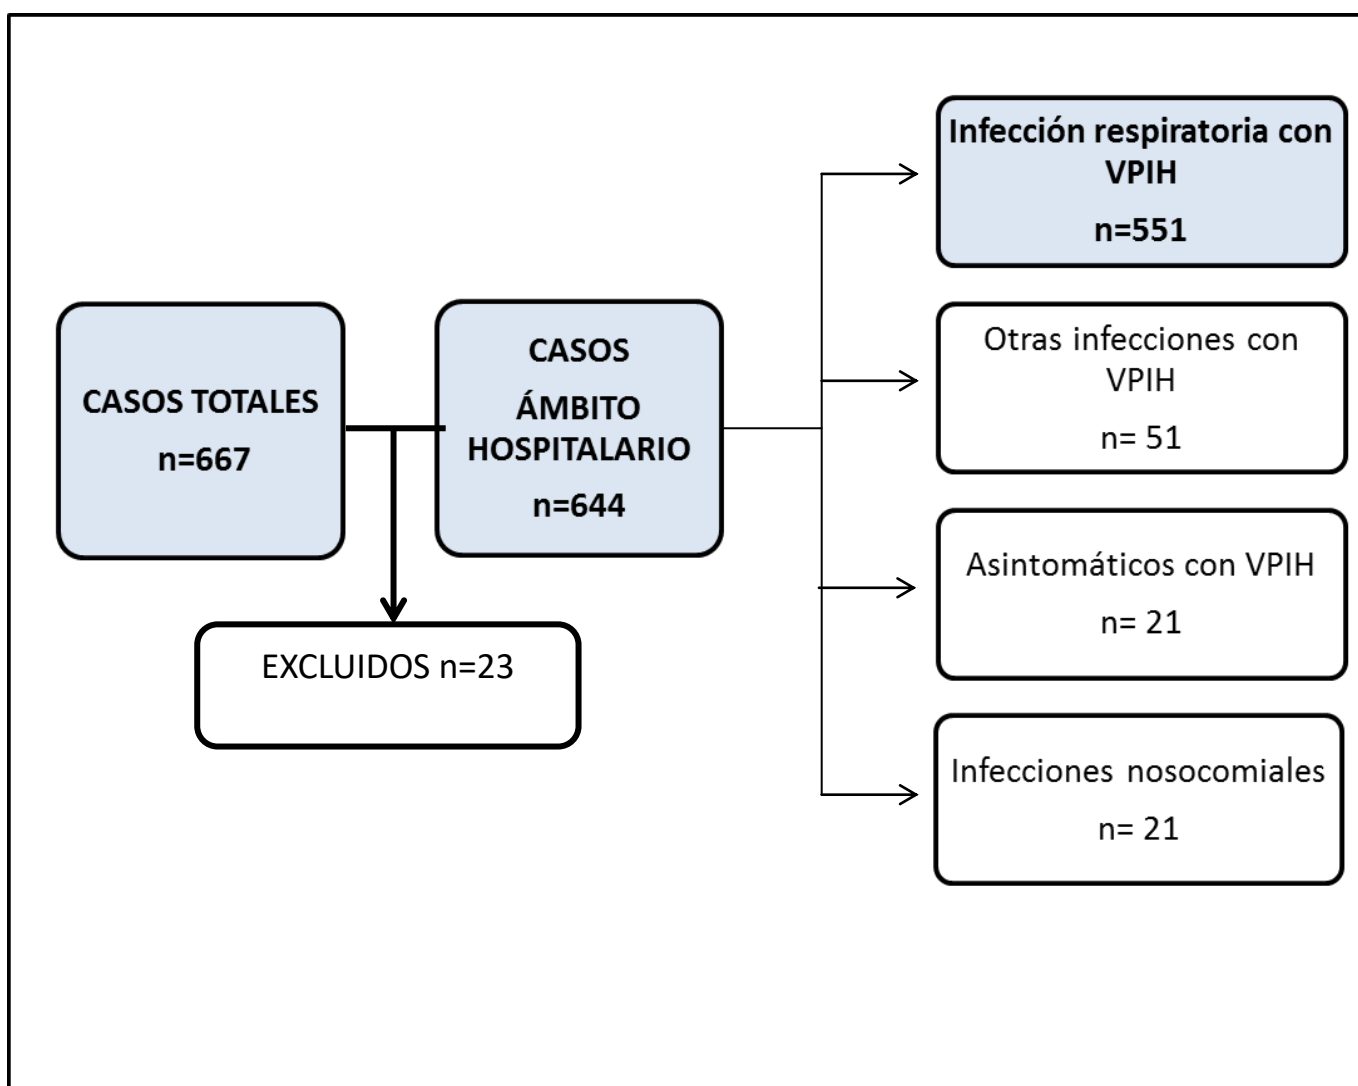 CASOS TOTALES
n=667
EXCLUIDOS n=23
CASOS
ÁMBITO
HOSPITALARIO
n=644
Infección respiratoria con
VPIH
n=551
Otras infecciones con
VPIH
n= 51
Asintomáticos con VPIH
n= 21
Infecciones nosocomiales
n= 21